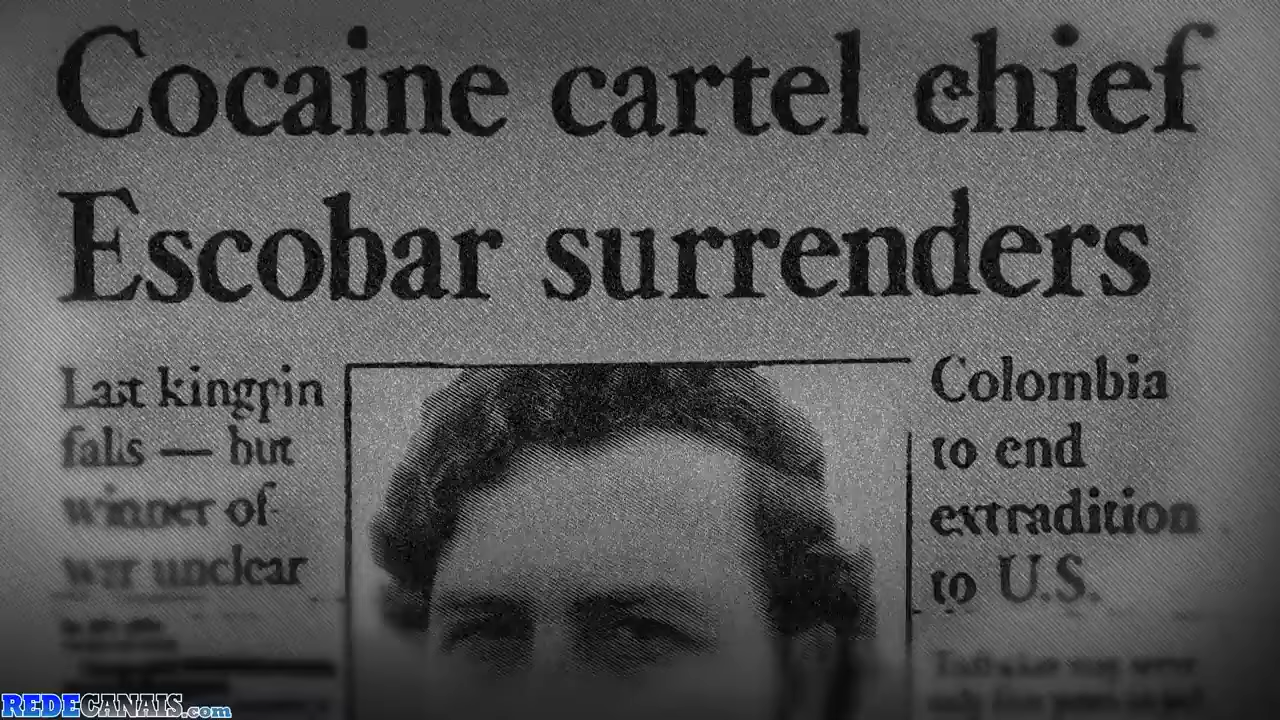 Cocaine cartel chief
Escobar surrenders
Last kingpin
falls — but
winner of
war unclear
Colombia
to end
extradition
to U.S.
REDECANAIS.com